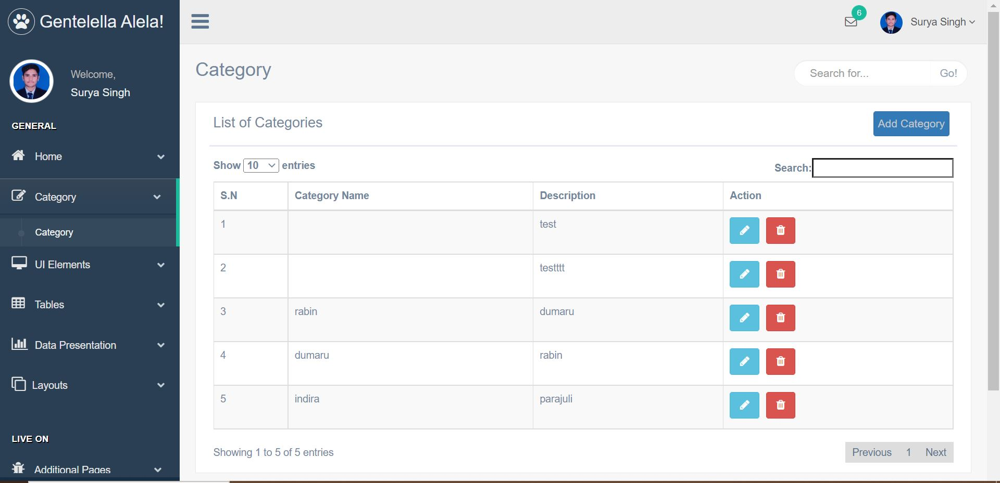 Gentelella Alela!
6
Surya Singh
Welcome,
Surya Singh
GENERAL
Home
Category
Category
UI Elements
Tables
Data Presentation
Layouts
LIVE ON
Additional Pages
Category
Search for... Go!
List of Categories Add Category
Show 10 entries Search:
S.N Category Name Description Action
1 test
2 testttt
3 rabin dumaru
4 dumaru rabin
5 indira parajuli
Showing 1 to 5 of 5 entries Previous 1 Next